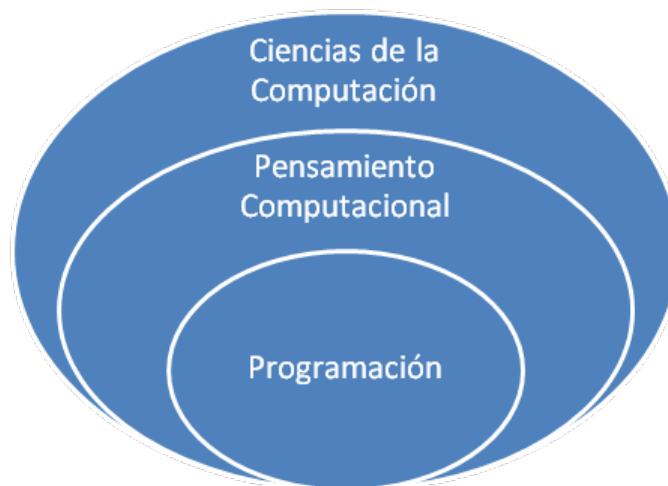 Ciencias de la
Computación
Pensamiento
Computacional
Programación